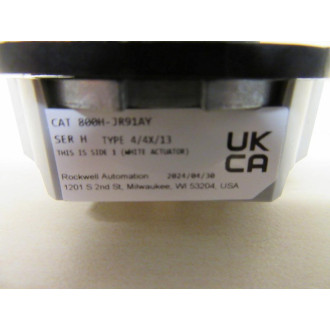 CAT 800H-JR91AY
SER H TYPE 4/4X/13
THIS IS SIDE 1 (WHITE ACTUATOR)
UK
CA
Rockwell Automation 2024/04/30
1201 S 2nd St, Milwaukee, WI 53204, USA